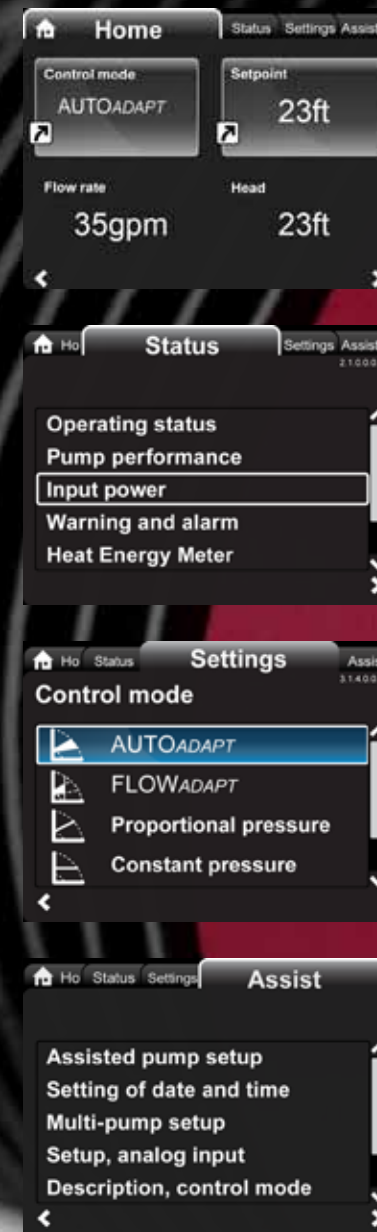 Home Status Settings Assist
Control mode Setpoint
AUTOADAPT 23ft
Flow rate Head
35gpm 23ft
Ho Status Settings Assist
2.1.0.0.0
Operating status
Pump performance
Input power
Warning and alarm
Heat Energy Meter
Ho Status Settings Assis
3.1.4.0.0
Control mode
AUTOADAPT
FLOWADAPT
Proportional pressure
Constant pressure
Ho Status Settings Assist
Assisted pump setup
Setting of date and time
Multi-pump setup
Setup, analog input
Description, control mode